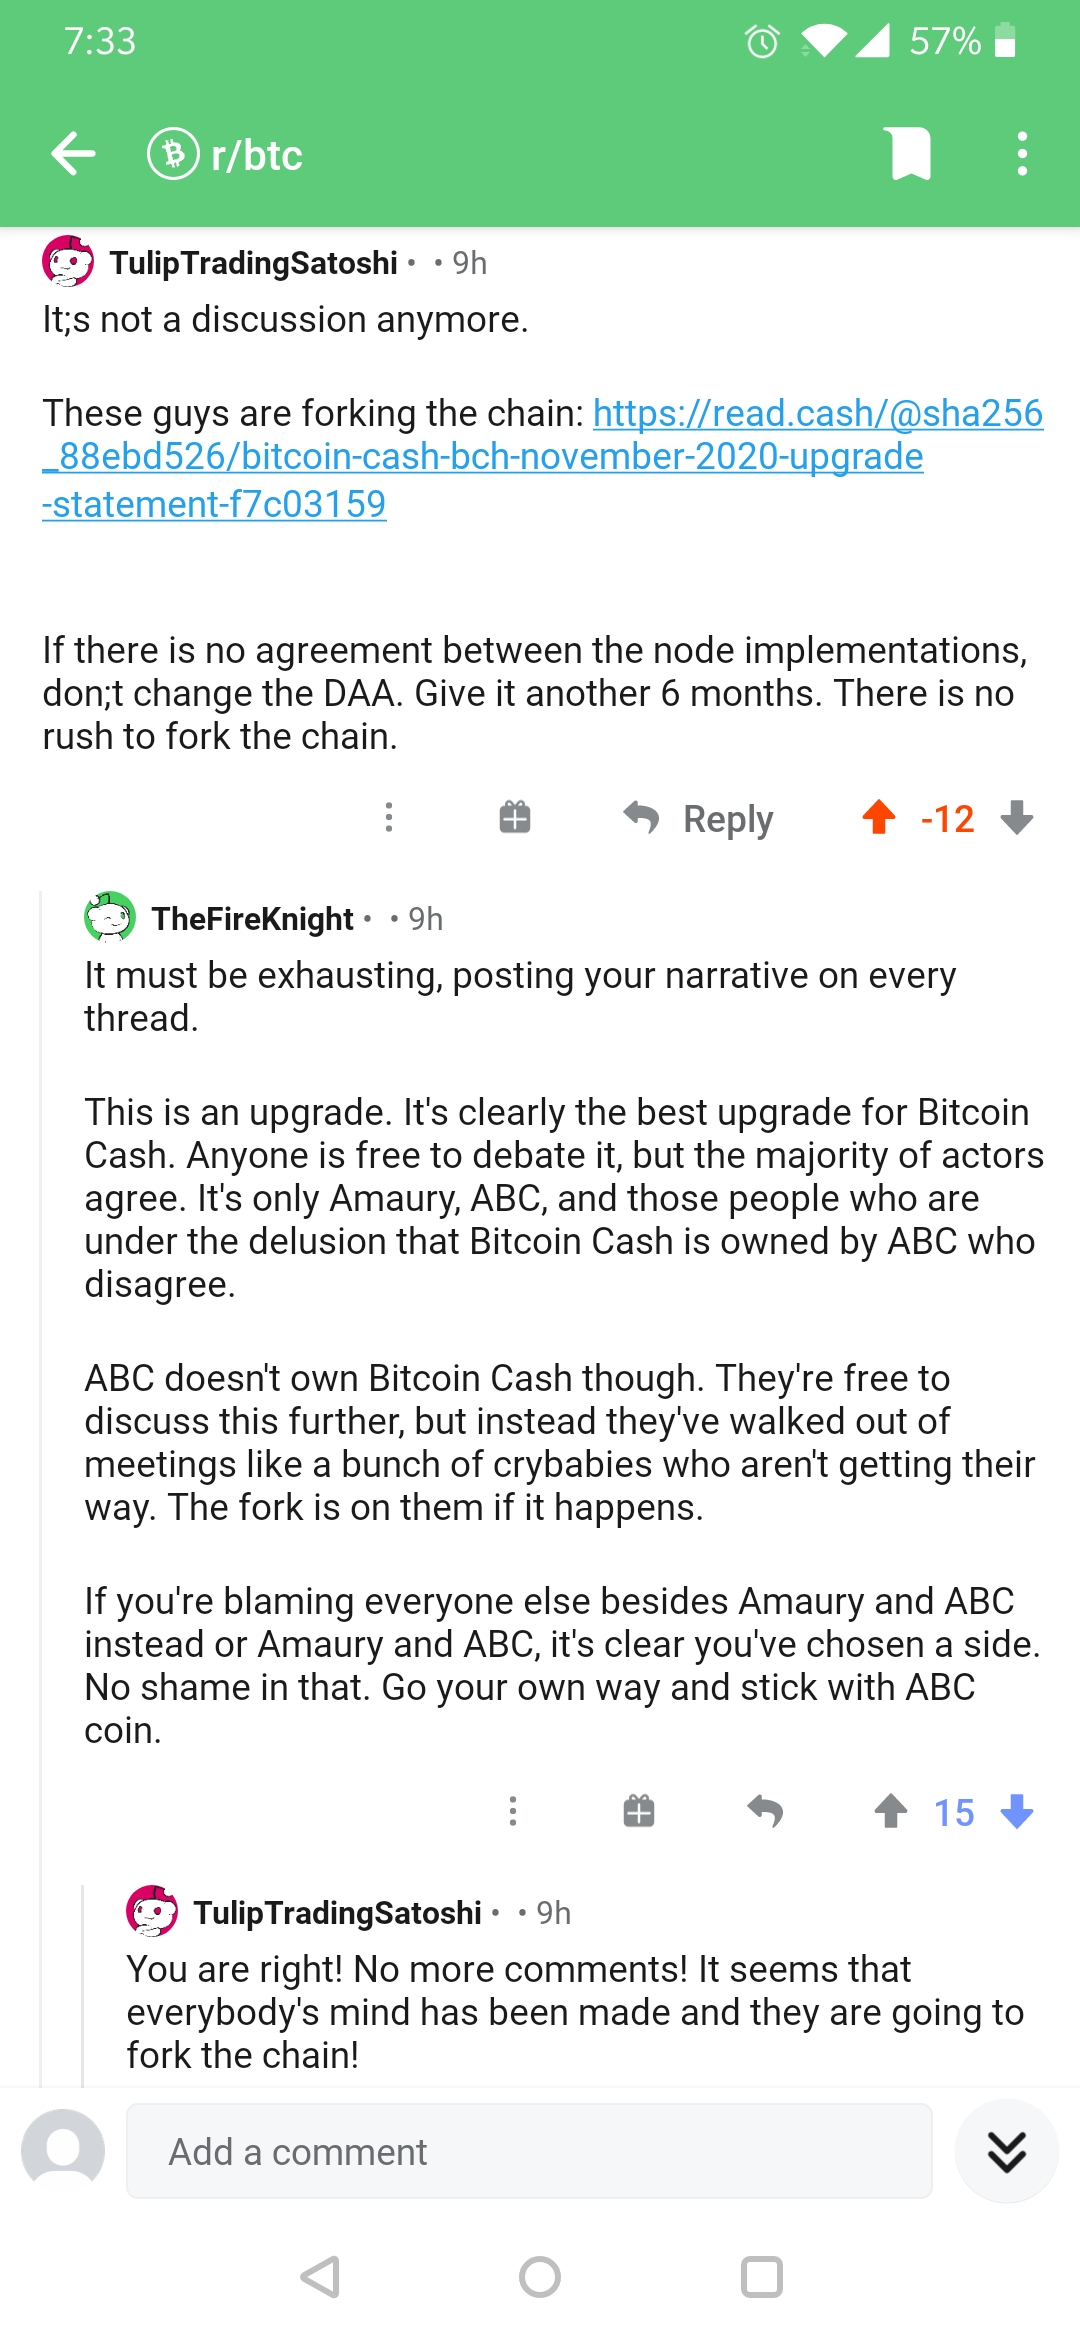 7:33
57%
r/btc
TulipTradingSatoshi • • 9h
It;s not a discussion anymore.
These guys are forking the chain: https://read.cash/@sha256
_88ebd526/bitcoin-cash-bch-november-2020-upgrade
-statement-f7c03159
If there is no agreement between the node implementations,
don;t change the DAA. Give it another 6 months. There is no
rush to fork the chain.
Reply
-12
TheFireKnight • • 9h
It must be exhausting, posting your narrative on every
thread.
This is an upgrade. It's clearly the best upgrade for Bitcoin
Cash. Anyone is free to debate it, but the majority of actors
agree. It's only Amaury, ABC, and those people who are
under the delusion that Bitcoin Cash is owned by ABC who
disagree.
ABC doesn't own Bitcoin Cash though. They're free to
discuss this further, but instead they've walked out of
meetings like a bunch of crybabies who aren't getting their
way. The fork is on them if it happens.
If you're blaming everyone else besides Amaury and ABC
instead or Amaury and ABC, it's clear you've chosen a side.
No shame in that. Go your own way and stick with ABC
coin.
15
TulipTradingSatoshi • • 9h
You are right! No more comments! It seems that
everybody's mind has been made and they are going to
fork the chain!
Add a comment